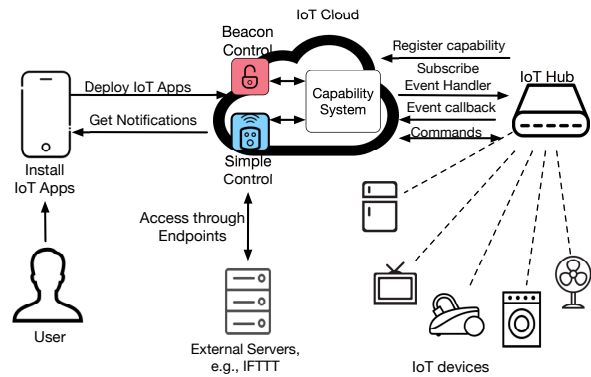 IoT Cloud
Beacon
Control
Capability
System
Simple
Control
Deploy IoT Apps
Get Notifications
Install
IoT Apps
User
Access through
Endpoints
External Servers,
e.g., IFTTT
Register capability
Subscribe
Event Handler
Event callback
Commands
IoT Hub
IoT devices